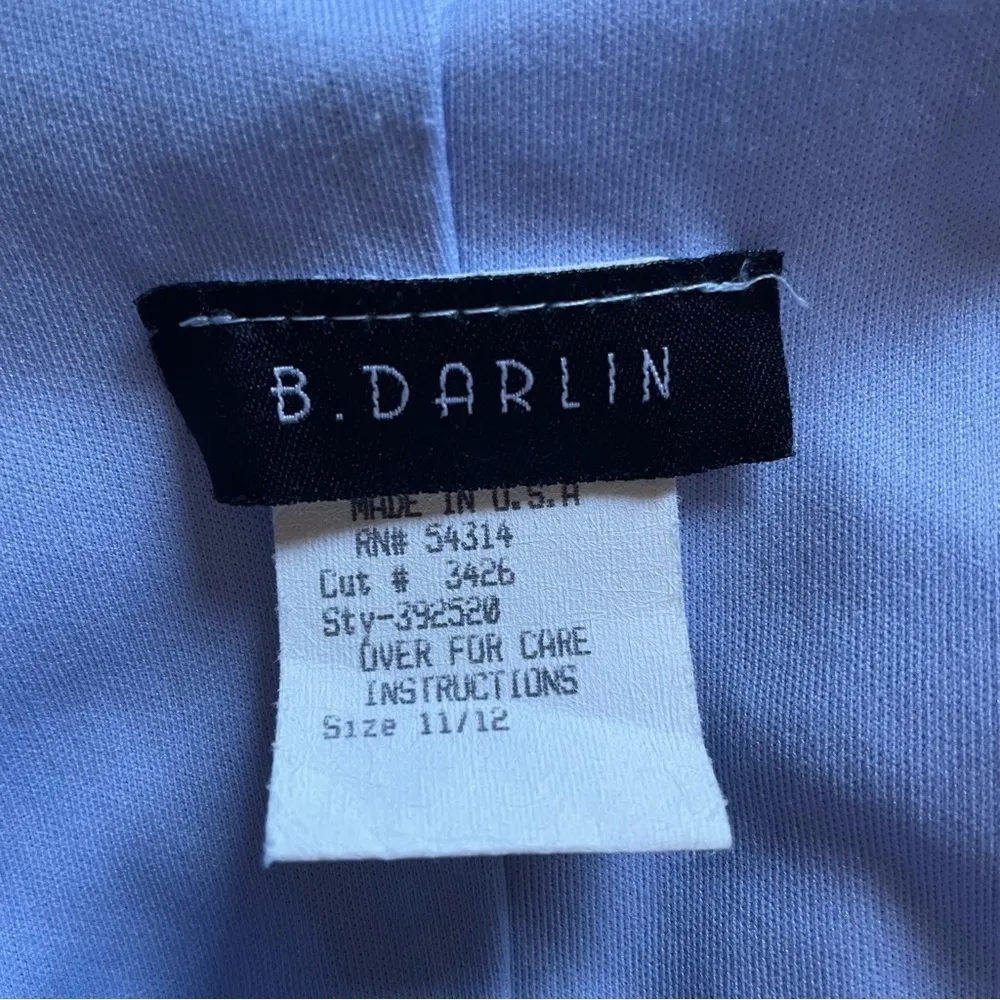 B. DARLIN
MADE IN U.S.A
RN# 54314
Cut # 3426
Sty-392520
OVER FOR CARE
INSTRUCTIONS
Size 11/12